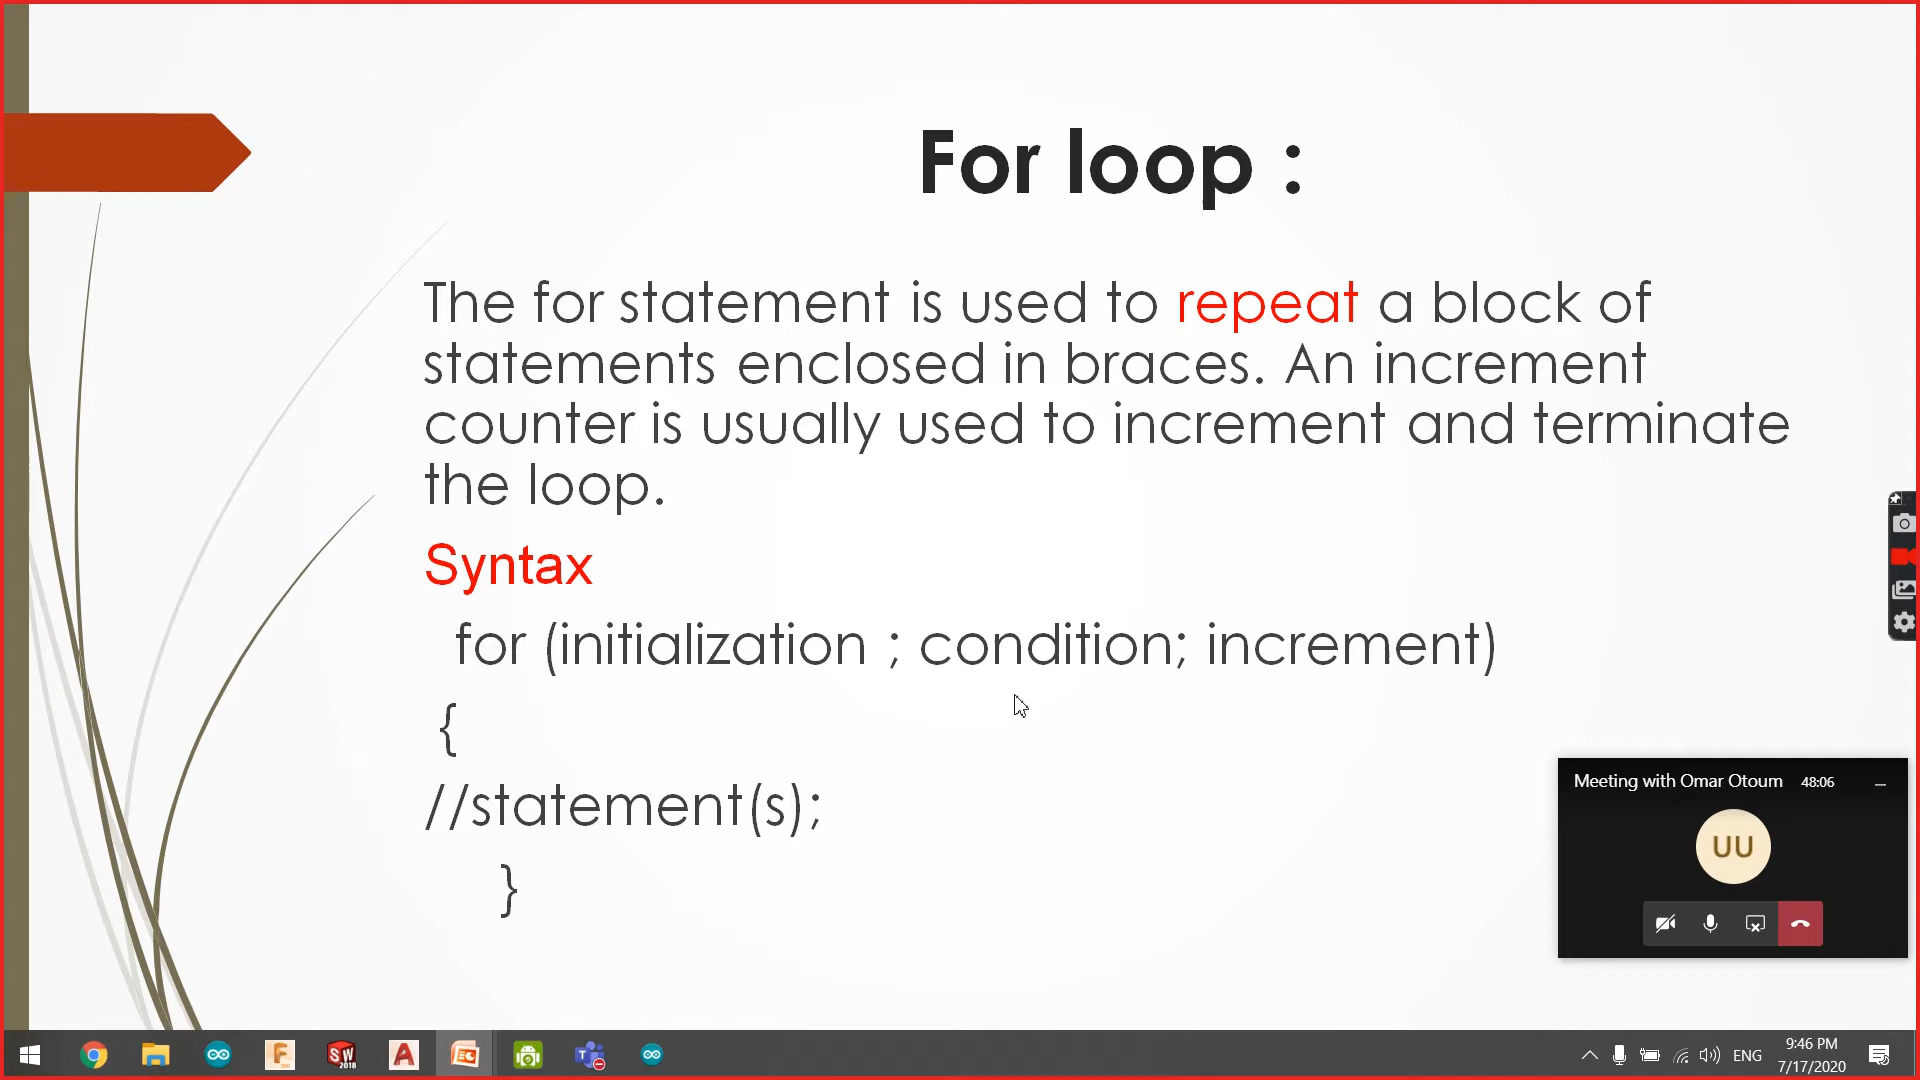 For loop :
The for statement is used to repeat a block of
statements enclosed in braces. An increment
counter is usually used to increment and terminate
the loop.
Syntax
for (initialization ; condition; increment)
{
//statement(s);
}
Meeting with Omar Otoum 48:06
UU
SW
2018
ENG
9:46 PM
7/17/2020